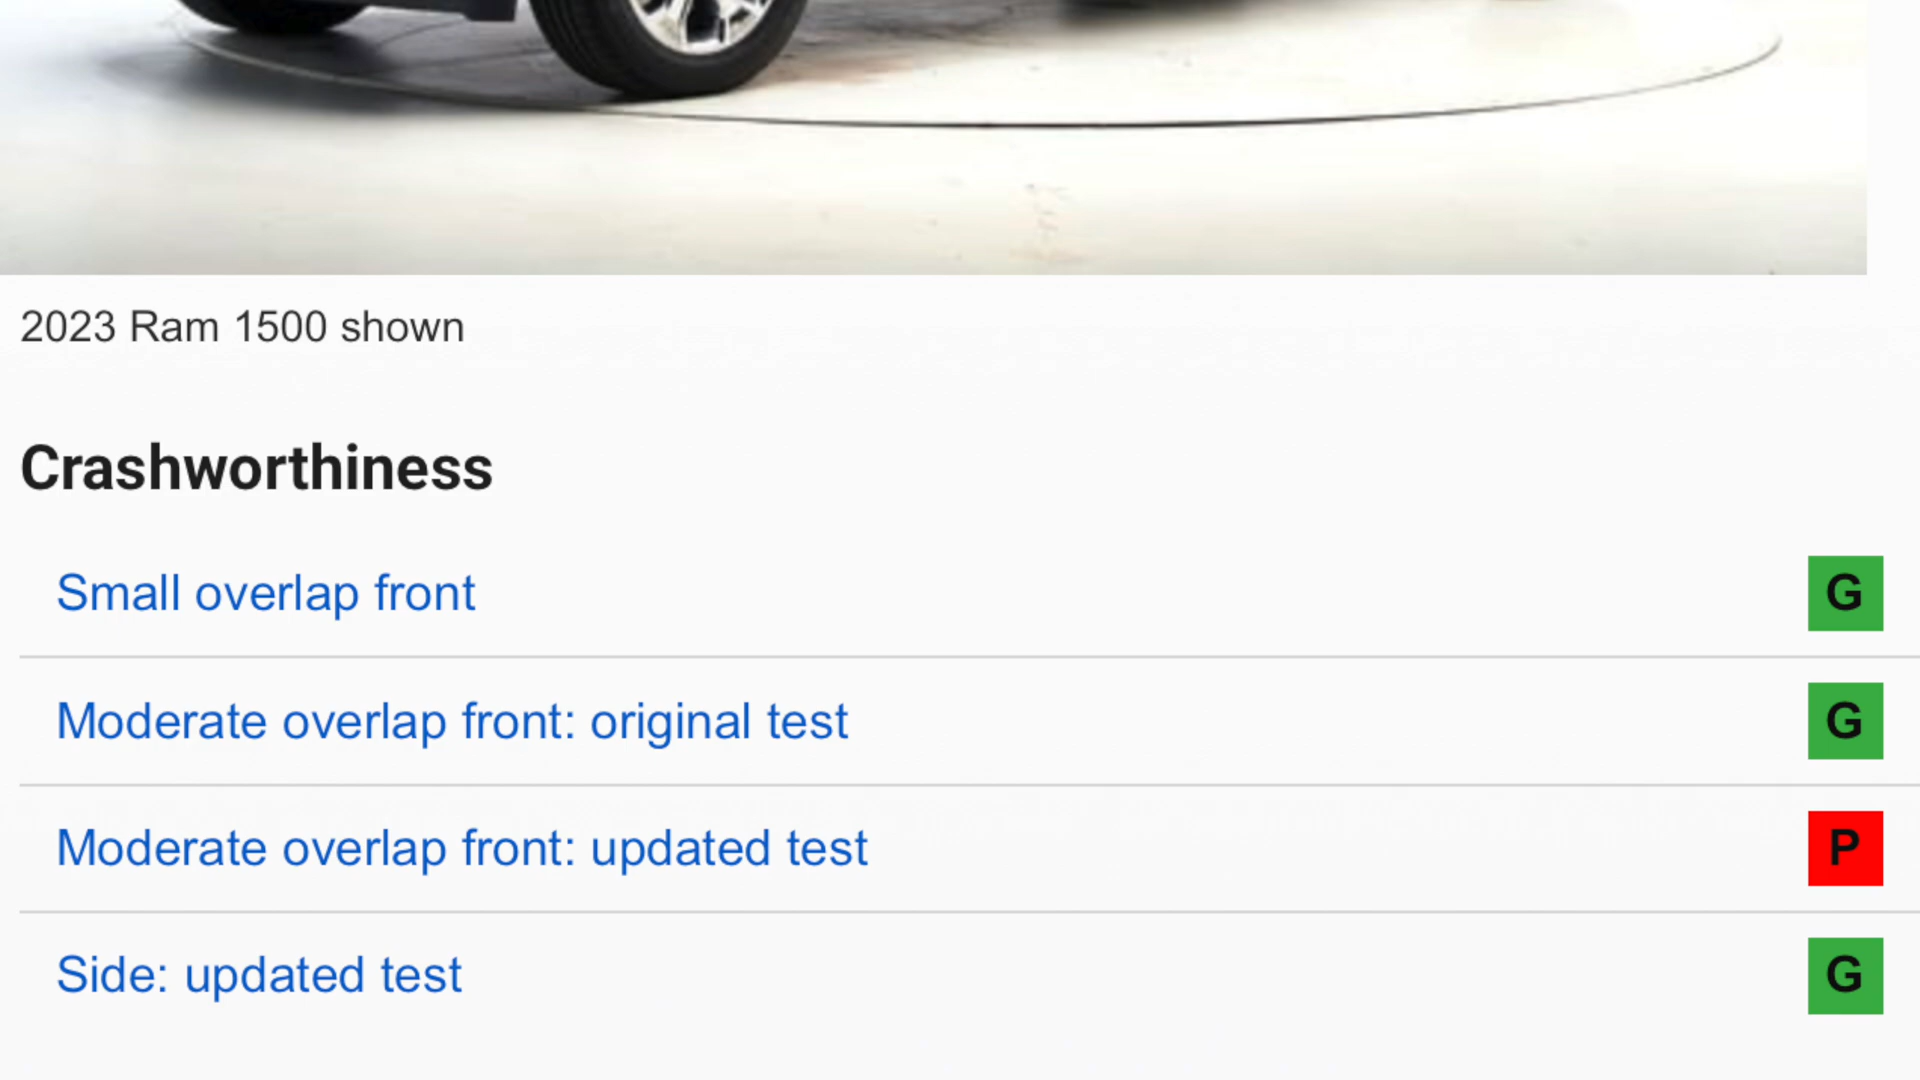 2023 Ram 1500 shown
Crashworthiness
Small overlap front G
Moderate overlap front: original test G
Moderate overlap front: updated test P
Side: updated test G